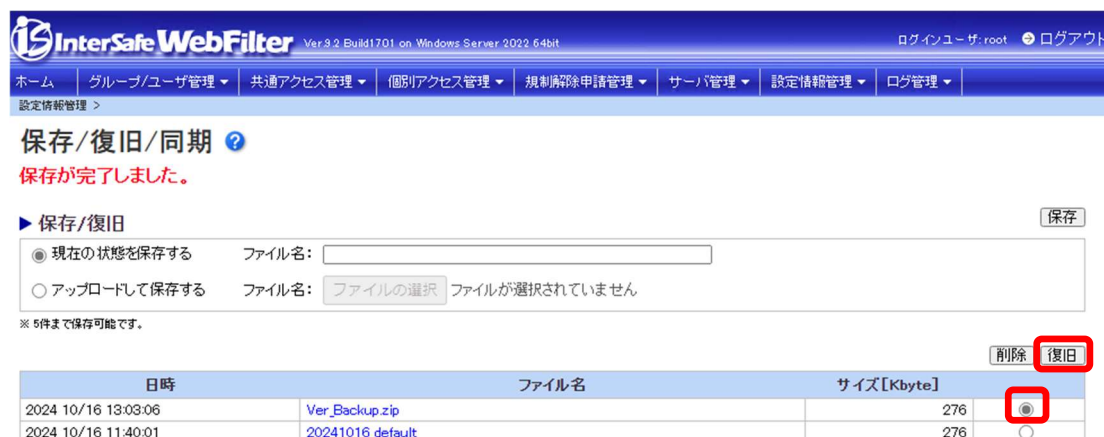 InterSafe WebFilter Ver.9.2 Build1701 on Windows Server 2022 64bit ログインユーザ:root ログアウト
ホーム グループ/ユーザ管理 ▼ 共通アクセス管理 ▼ 個別アクセス管理 ▼ 規制解除申請管理 ▼ サーバ管理 ▼ 設定情報管理 ▼ ログ管理 ▼
設定情報管理 >
保存/復旧/同期 ?
保存が完了しました。
▶ 保存/復旧 保存
現在の状態を保存する ファイル名:
アップロードして保存する ファイル名: ファイルの選択 ファイルが選択されていません
※ 5件まで保存可能です。
削除 復旧
日時 ファイル名 サイズ[Kbyte]
2024 10/16 13:03:06 Ver_Backup.zip 276
2024 10/16 11:40:01 20241016 default 276